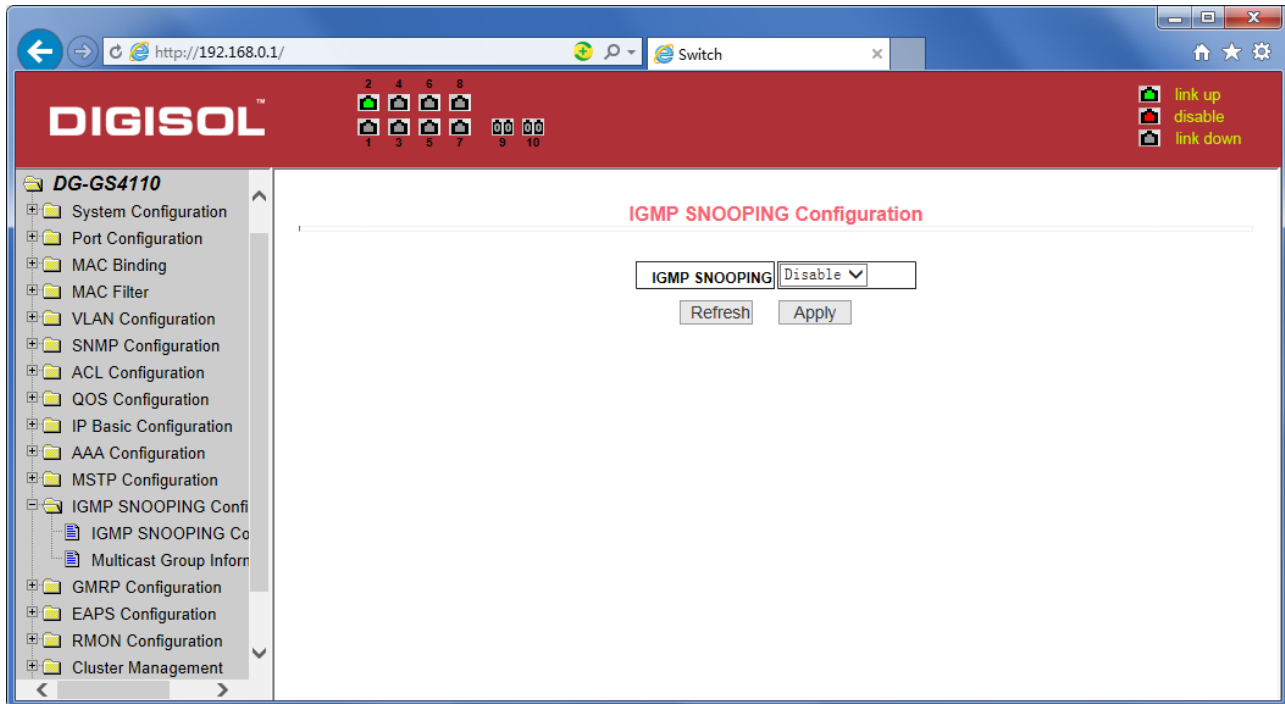 http://192.168.0.1/
Switch
DIGISOL™
2 4 6 8
1 3 5 7 9 10
link up
disable
link down
DG-GS4110
System Configuration
Port Configuration
MAC Binding
MAC Filter
VLAN Configuration
SNMP Configuration
ACL Configuration
QOS Configuration
IP Basic Configuration
AAA Configuration
MSTP Configuration
IGMP SNOOPING Confi
IGMP SNOOPING Co
Multicast Group Inforn
GMRP Configuration
EAPS Configuration
RMON Configuration
Cluster Management
IGMP SNOOPING Configuration
IGMP SNOOPING Disable
Refresh Apply